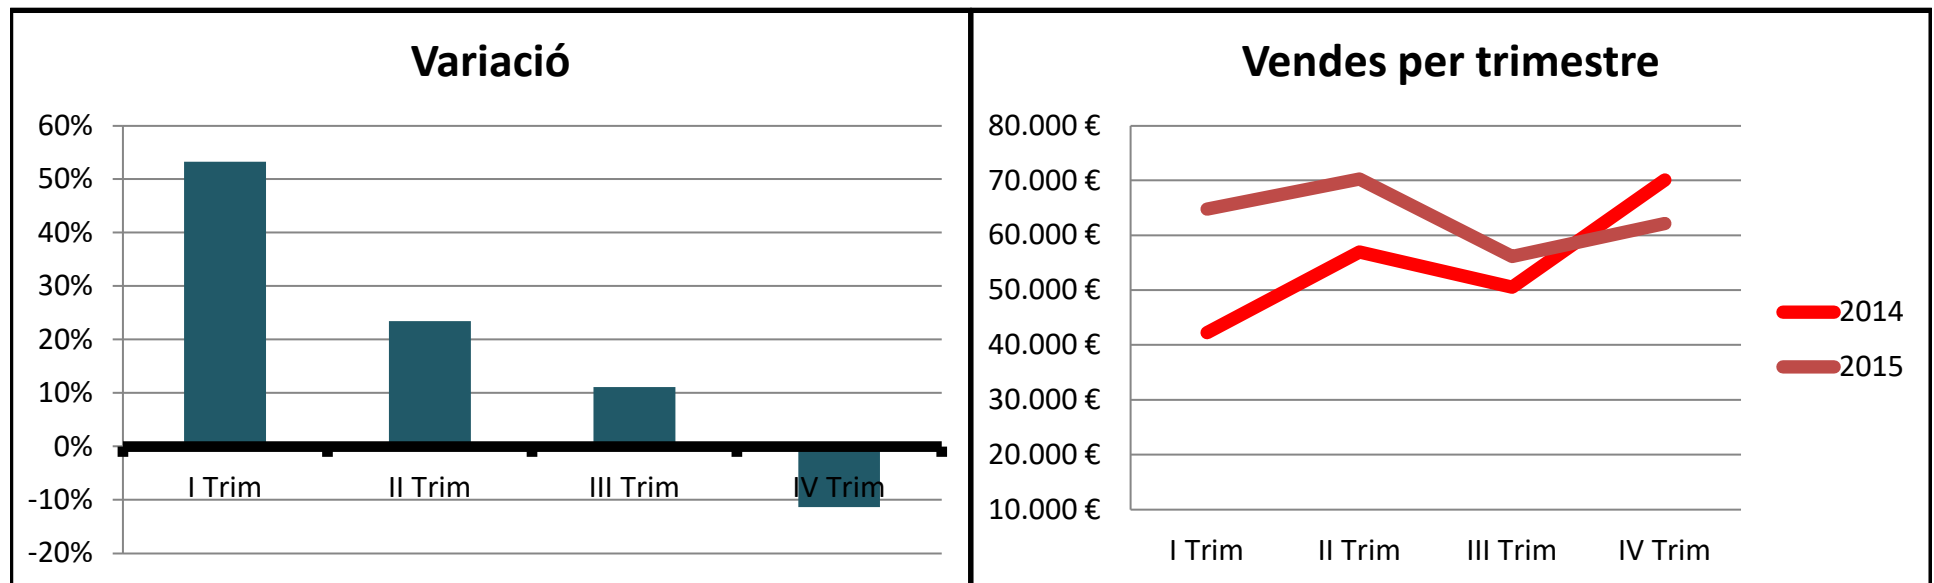 Variació
60%
50%
40%
30%
20%
10%
0%
-10%
-20%
I Trim
II Trim
III Trim
IV Trim
Vendes per trimestre
80.000 €
70.000 €
60.000 €
50.000 €
40.000 €
30.000 €
20.000 €
10.000 €
I Trim
II Trim
III Trim
IV Trim
2014
2015